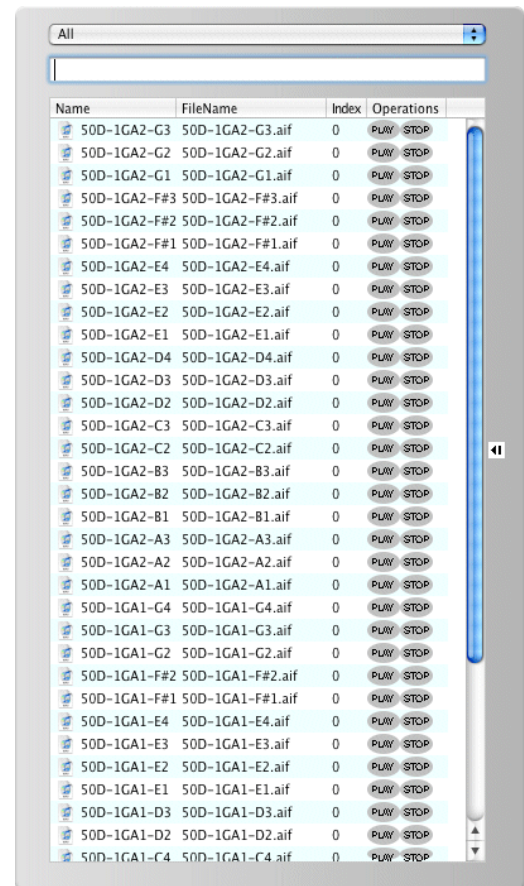 All
Name FileName Index Operations
50D-1GA2-G3 50D-1GA2-G3.aif 0 PLAY STOP
50D-1GA2-G2 50D-1GA2-G2.aif 0 PLAY STOP
50D-1GA2-G1 50D-1GA2-G1.aif 0 PLAY STOP
50D-1GA2-F#3 50D-1GA2-F#3.aif 0 PLAY STOP
50D-1GA2-F#2 50D-1GA2-F#2.aif 0 PLAY STOP
50D-1GA2-F#1 50D-1GA2-F#1.aif 0 PLAY STOP
50D-1GA2-E4 50D-1GA2-E4.aif 0 PLAY STOP
50D-1GA2-E3 50D-1GA2-E3.aif 0 PLAY STOP
50D-1GA2-E2 50D-1GA2-E2.aif 0 PLAY STOP
50D-1GA2-E1 50D-1GA2-E1.aif 0 PLAY STOP
50D-1GA2-D4 50D-1GA2-D4.aif 0 PLAY STOP
50D-1GA2-D3 50D-1GA2-D3.aif 0 PLAY STOP
50D-1GA2-D2 50D-1GA2-D2.aif 0 PLAY STOP
50D-1GA2-C3 50D-1GA2-C3.aif 0 PLAY STOP
50D-1GA2-C2 50D-1GA2-C2.aif 0 PLAY STOP
50D-1GA2-B3 50D-1GA2-B3.aif 0 PLAY STOP
50D-1GA2-B2 50D-1GA2-B2.aif 0 PLAY STOP
50D-1GA2-B1 50D-1GA2-B1.aif 0 PLAY STOP
50D-1GA2-A3 50D-1GA2-A3.aif 0 PLAY STOP
50D-1GA2-A2 50D-1GA2-A2.aif 0 PLAY STOP
50D-1GA2-A1 50D-1GA2-A1.aif 0 PLAY STOP
50D-1GA1-G4 50D-1GA1-G4.aif 0 PLAY STOP
50D-1GA1-G3 50D-1GA1-G3.aif 0 PLAY STOP
50D-1GA1-G2 50D-1GA1-G2.aif 0 PLAY STOP
50D-1GA1-F#2 50D-1GA1-F#2.aif 0 PLAY STOP
50D-1GA1-F#1 50D-1GA1-F#1.aif 0 PLAY STOP
50D-1GA1-E4 50D-1GA1-E4.aif 0 PLAY STOP
50D-1GA1-E3 50D-1GA1-E3.aif 0 PLAY STOP
50D-1GA1-E2 50D-1GA1-E2.aif 0 PLAY STOP
50D-1GA1-E1 50D-1GA1-E1.aif 0 PLAY STOP
50D-1GA1-D3 50D-1GA1-D3.aif 0 PLAY STOP
50D-1GA1-D2 50D-1GA1-D2.aif 0 PLAY STOP
50D-1GA1-C4 50D-1GA1-C4.aif 0 PLAY STOP